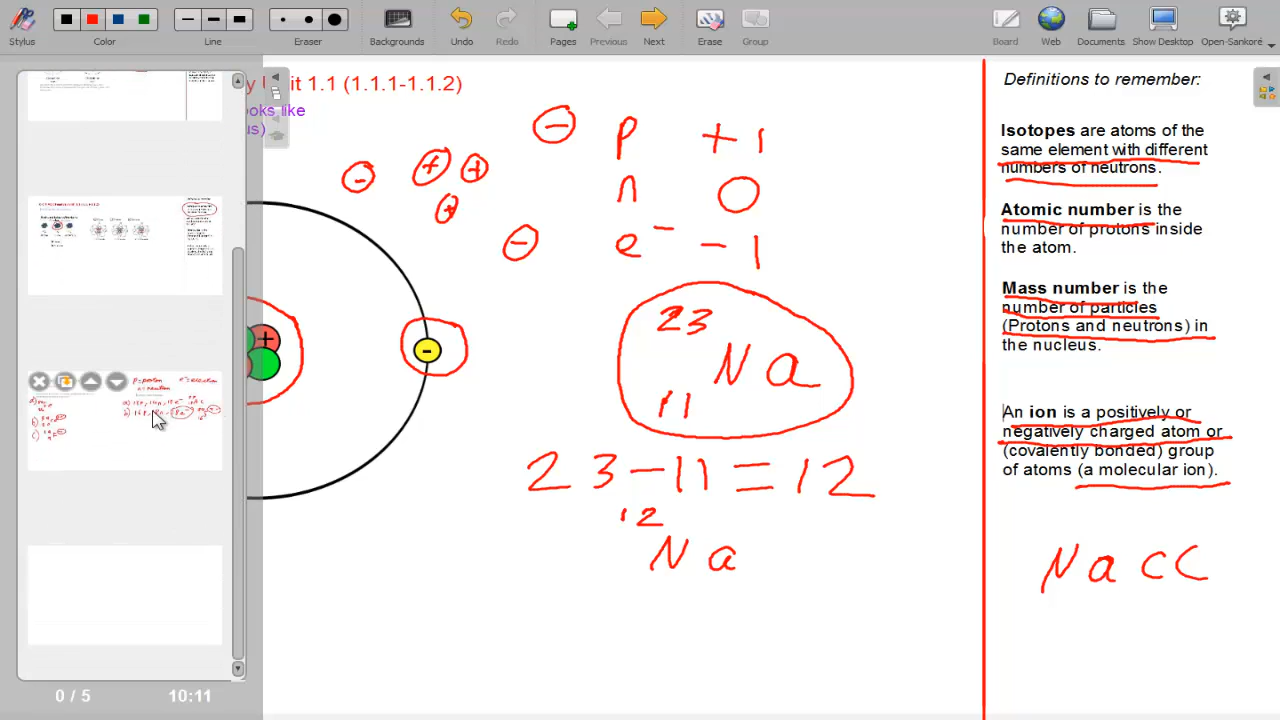 Stylus
Color
Line
Eraser
Backgrounds
Undo
Redo
Pages
Previous
Next
Erase
Group
Board
Web
Documents
Show Desktop
Open-Sankoré
it 1.1 (1.1.1-1.1.2)
ooks like
us)
- - + + +
p +1
n 0
- e⁻ -1
+
-
23
Na
11
23-11=12
12
Na
Definitions to remember:
Isotopes are atoms of the
same element with different
numbers of neutrons.
Atomic number is the
number of protons inside
the atom.
Mass number is the
number of particles
(Protons and neutrons) in
the nucleus.
An ion is a positively or
negatively charged atom or
(covalently bonded) group
of atoms (a molecular ion).
NaCl
0 / 5
10:11